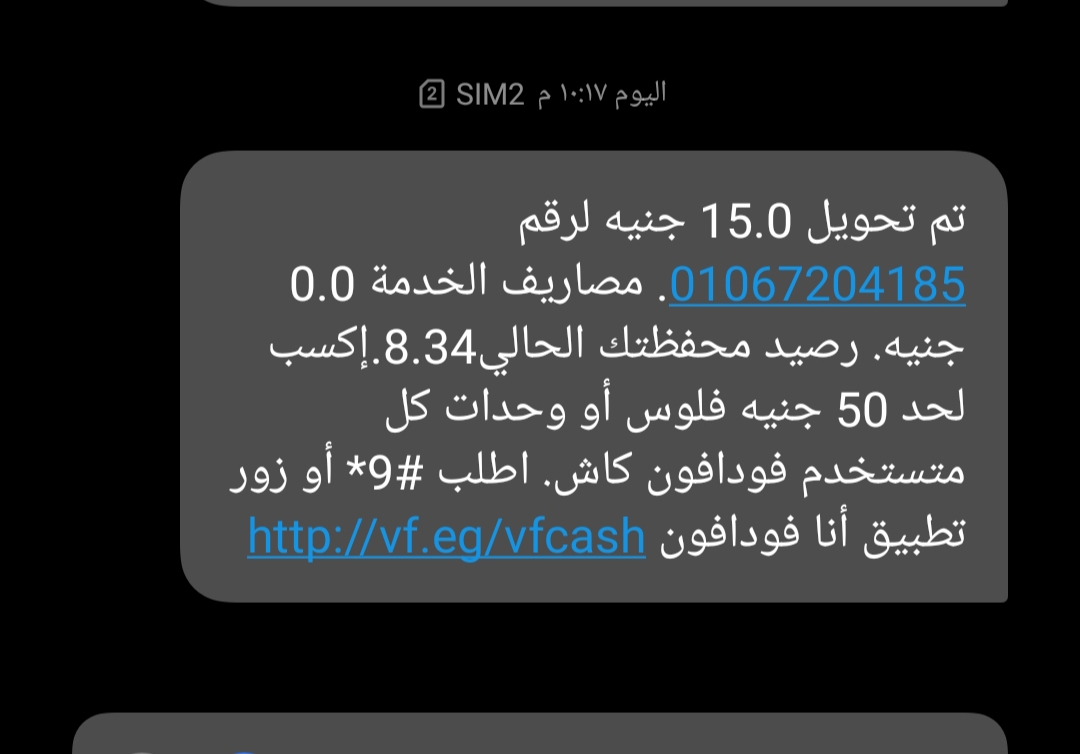 اليوم ١٠:١٧ م SIM2 2
تم تحويل 15.0 جنيه لرقم
01067204185. مصاريف الخدمة 0.0
جنيه. رصيد محفظتك الحالي8.34.إكسب
لحد 50 جنيه فلوس أو وحدات كل
متستخدم فودافون كاش. اطلب #9* أو زور
تطبيق أنا فودافون http://vf.eg/vfcash